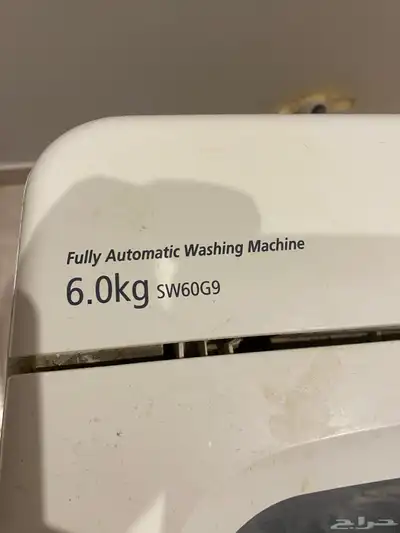 Fully Automatic Washing Machine
6.0kg SW60G9
حراج